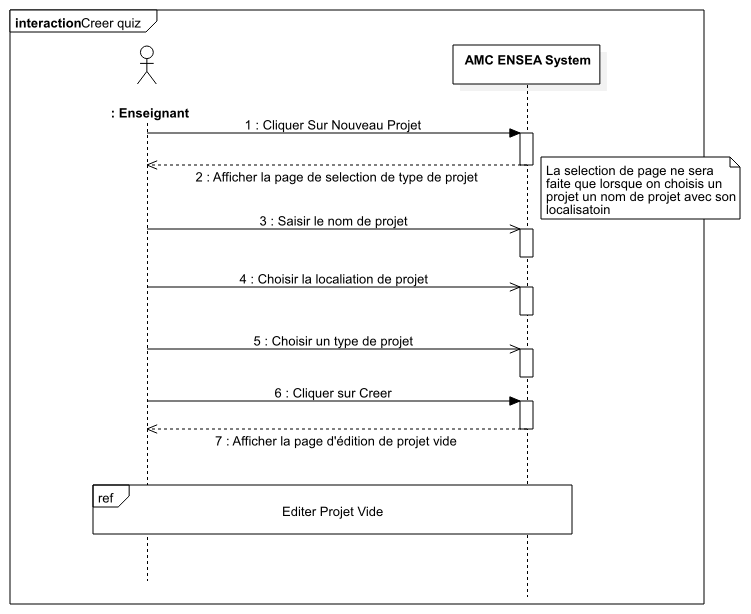 interactionCreer quiz
AMC ENSEA System
: Enseignant
1 : Cliquer Sur Nouveau Projet
2 : Afficher la page de selection de type de projet
La selection de page ne sera
faite que lorsque on choisis un
projet un nom de projet avec son
localisatoin
3 : Saisir le nom de projet
4 : Choisir la localiation de projet
5 : Choisir un type de projet
6 : Cliquer sur Creer
7 : Afficher la page d'édition de projet vide
ref
Editer Projet Vide